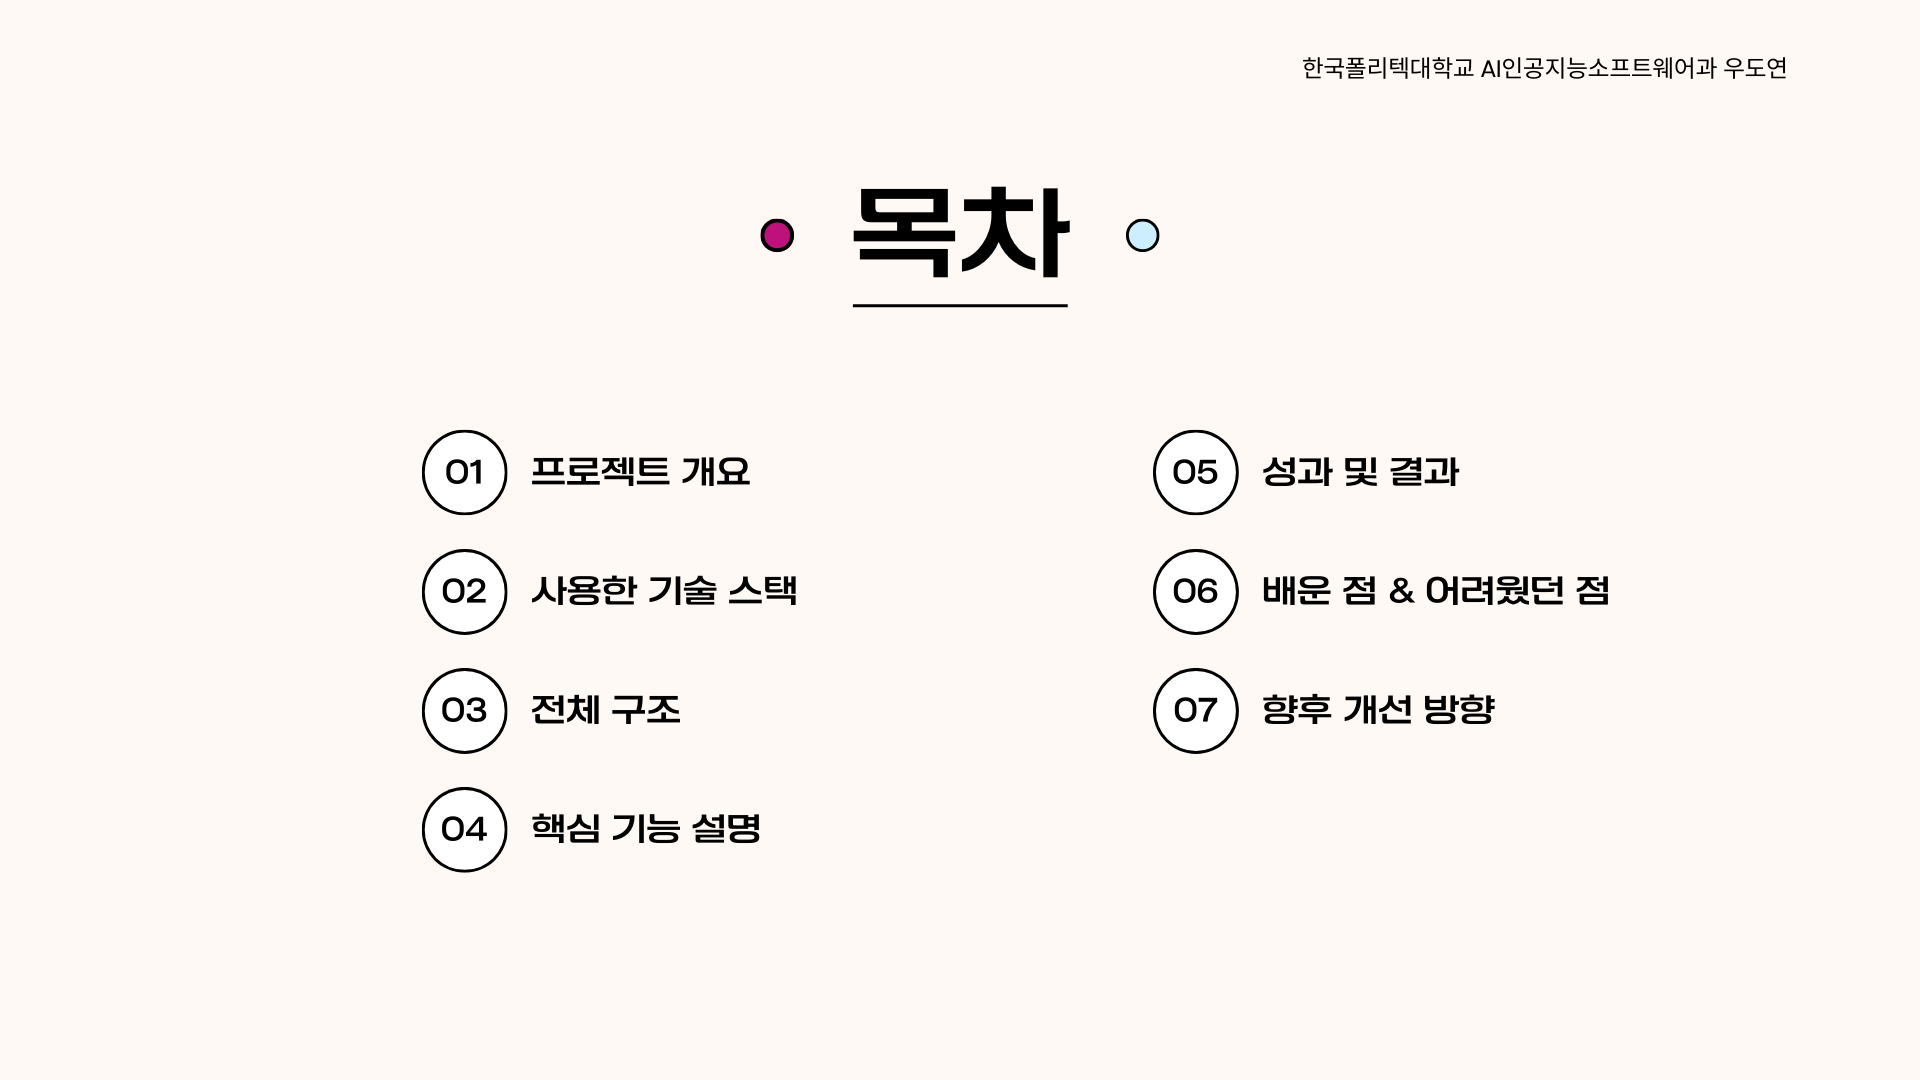 한국폴리텍대학교 AI인공지능소프트웨어과 우도연
목차
01 프로젝트 개요
02 사용한 기술 스택
03 전체 구조
04 핵심 기능 설명
05 성과 및 결과
06 배운 점 & 어려웠던 점
07 향후 개선 방향